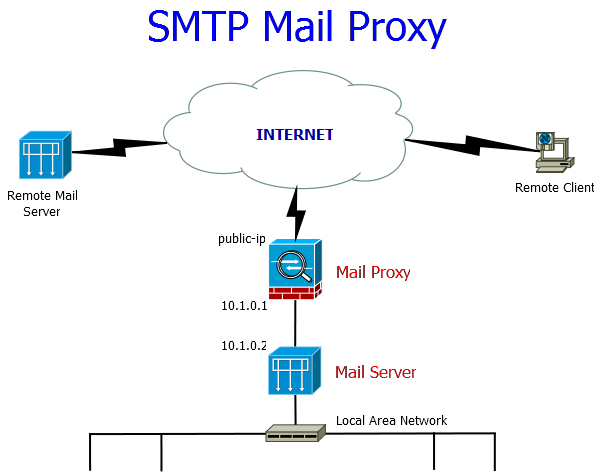 SMTP Mail Proxy
INTERNET
Remote Mail
Server
Remote Client
public-ip
Mail Proxy
10.1.0.1
10.1.0.2
Mail Server
Local Area Network